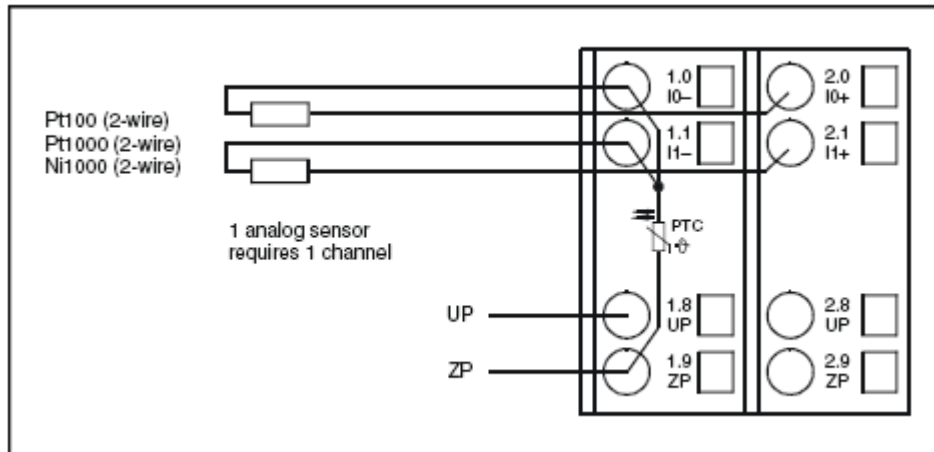 Pt100 (2-wire)
Pt1000 (2-wire)
Ni1000 (2-wire)
1 analog sensor
requires 1 channel
UP
ZP
1.0
I0–
1.1
I1–
PTC
ϑ
1.8
UP
1.9
ZP
2.0
I0+
2.1
I1+
2.8
UP
2.9
ZP